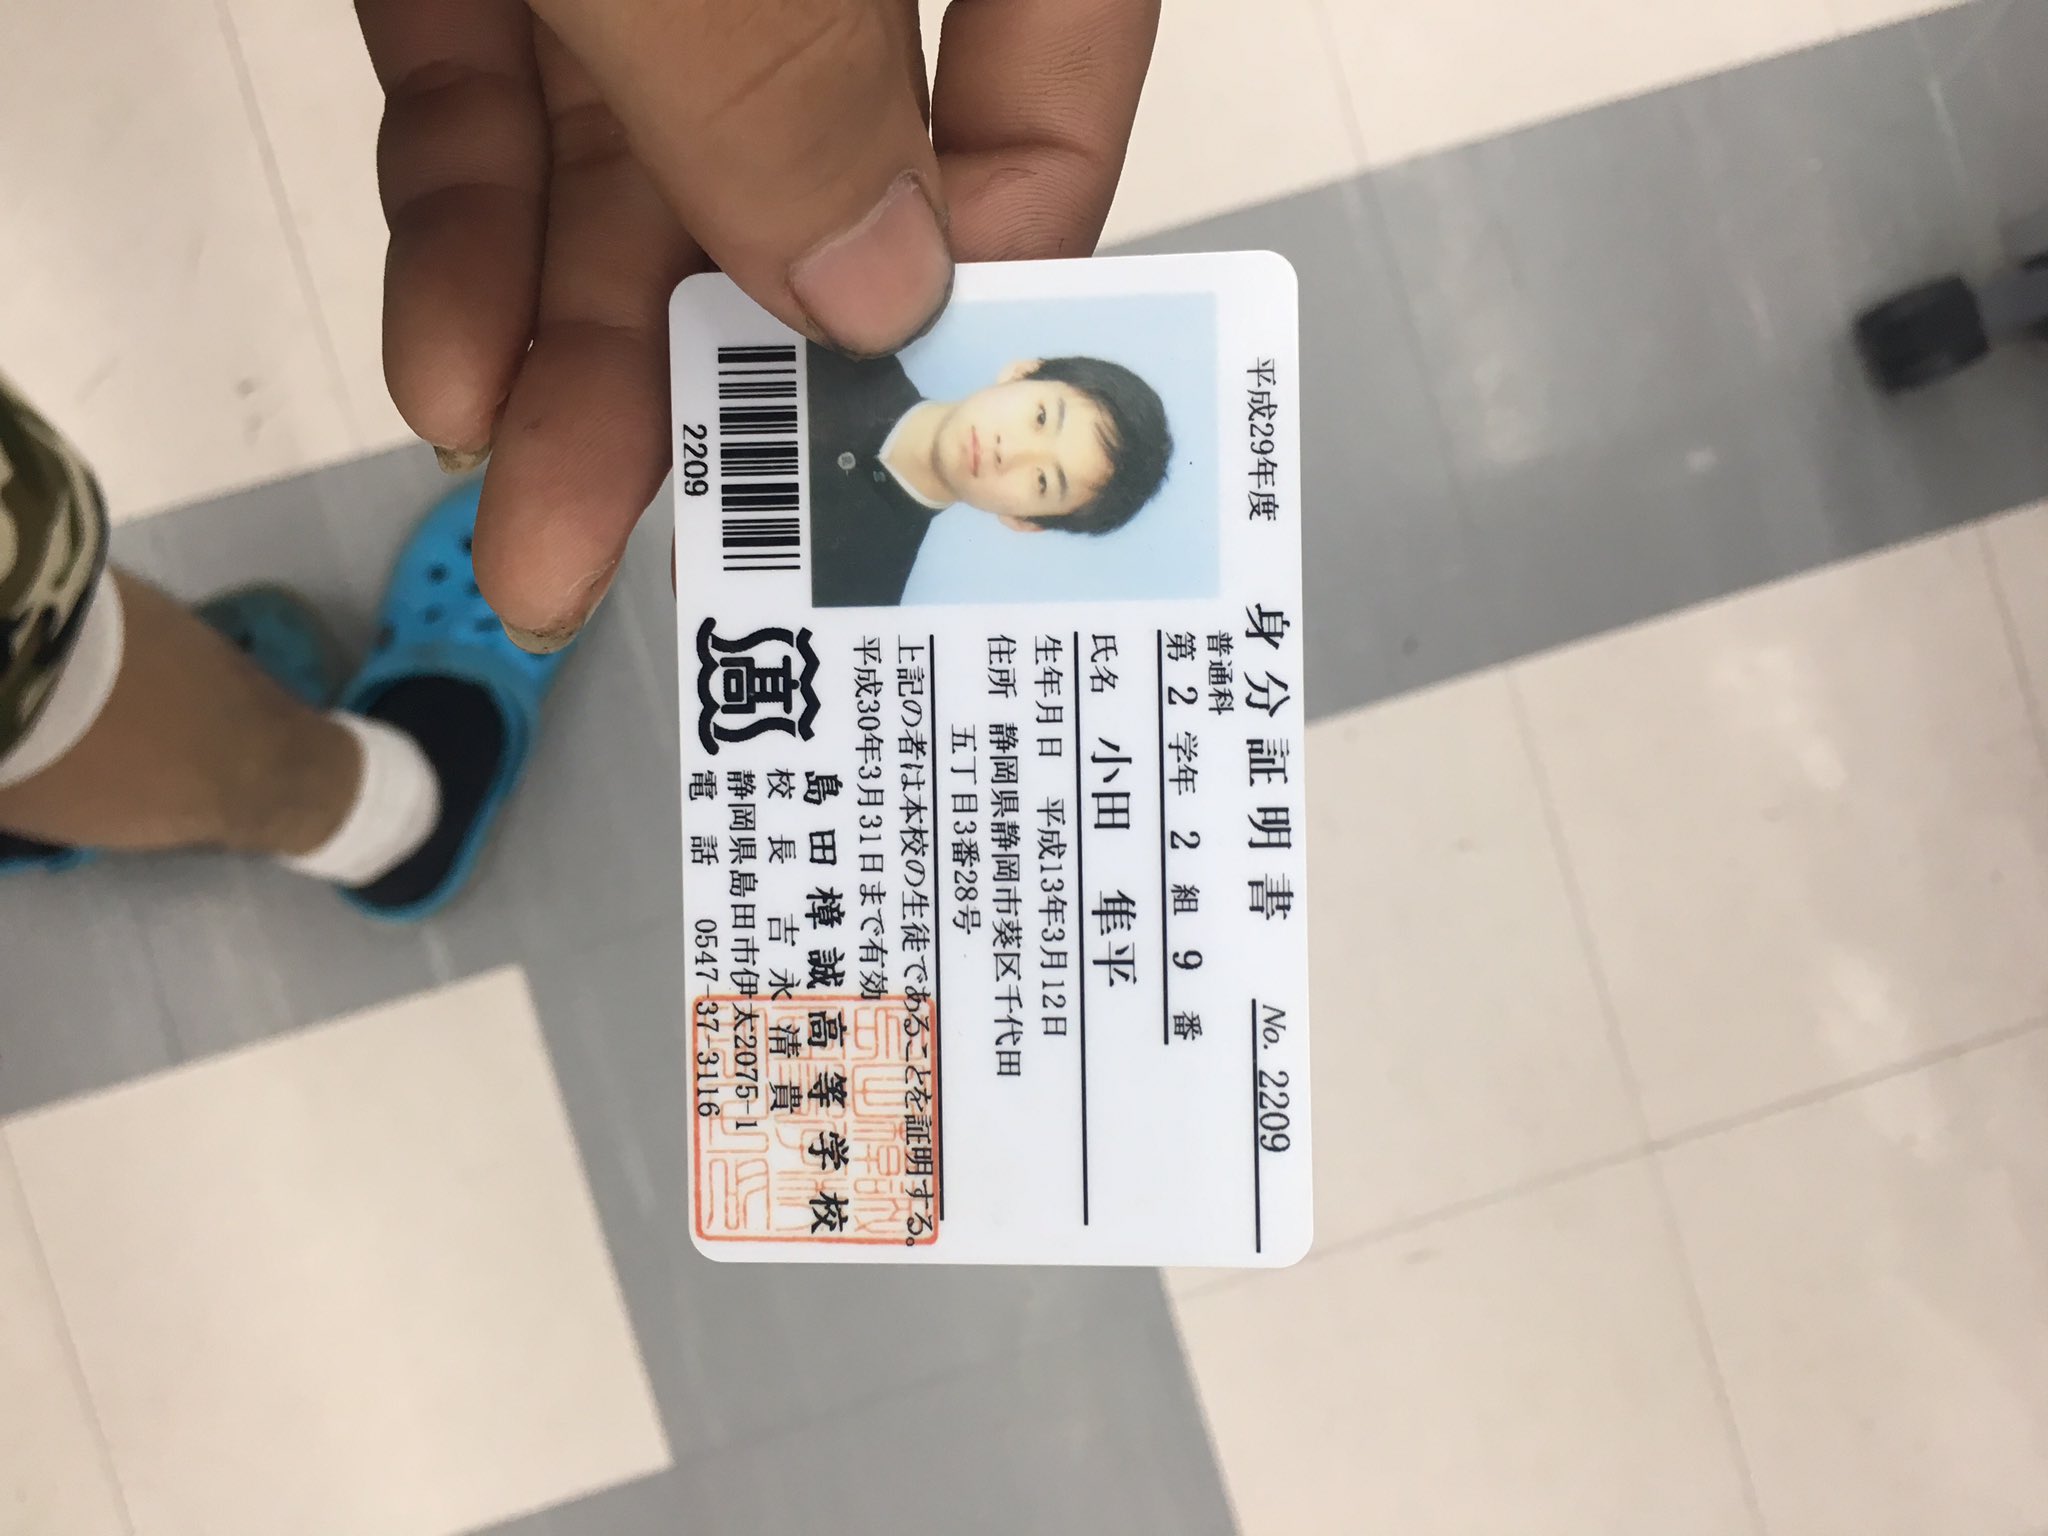 平成29年度 身分証明書 No. 2209
普通科
第 2 学年 2 組 9 番
氏名 小田 隼平
生年月日 平成13年3月12日
住所 静岡県静岡市葵区千代田
五丁目3番28号
上記の者は本校の生徒であることを証明する。
平成30年3月31日まで有効
高
島田樟誠高等学校
校長 吉永 清貴
静岡県島田市伊太2075-1
電話 0547-37-3116
2209